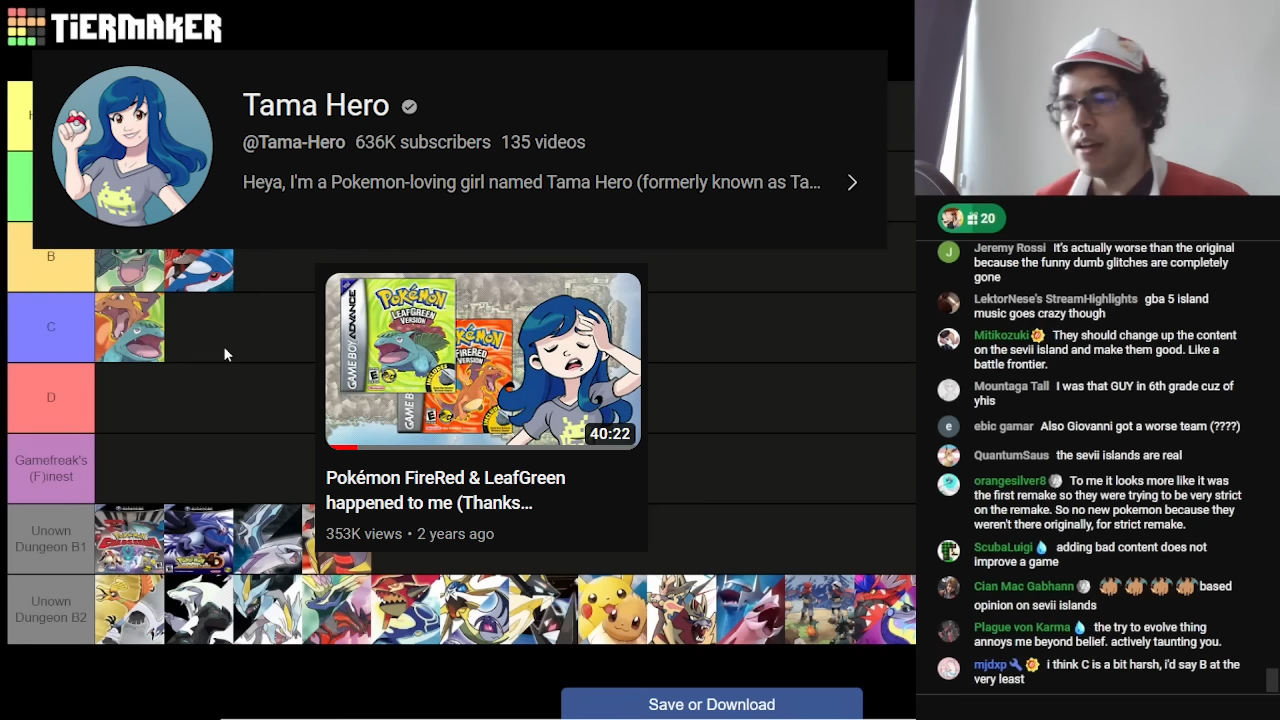 TiERMAKER
Tama Hero
@Tama-Hero 636K subscribers 135 videos
Heya, I'm a Pokemon-loving girl named Tama Hero (formerly known as Ta...
B
C
D
Gamefreak's
(F)inest
Unown
Dungeon B1
Unown
Dungeon B2
GAME BOY ADVANCE
POKéMON
LEAFGREEN
VERSION
POKéMON
FIRERED
VERSION
40:22
Pokémon FireRed & LeafGreen
happened to me (Thanks...
353K views • 2 years ago
Save or Download
20
Jeremy Rossi It's actually worse than the original
because the funny dumb glitches are completely
gone
LektorNese's StreamHighlights gba 5 island
music goes crazy though
Mitikozuki They should change up the content
on the sevii island and make them good. Like a
battle frontier.
Mountaga Tall I was that GUY in 6th grade cuz of
yhis
ebic gamar Also Giovanni got a worse team (????)
QuantumSaus the sevii islands are real
orangesilver8 To me it looks more like it was
the first remake so they were trying to be very strict
on the remake. So no new pokemon because they
weren't there originally, for strict remake.
ScubaLuigi adding bad content does not
improve a game
Cian Mac Gabhann based
opinion on sevii islands
Plague von Karma the try to evolve thing
annoys me beyond belief. actively taunting you.
mjdxp i think C is a bit harsh, i'd say B at the
very least